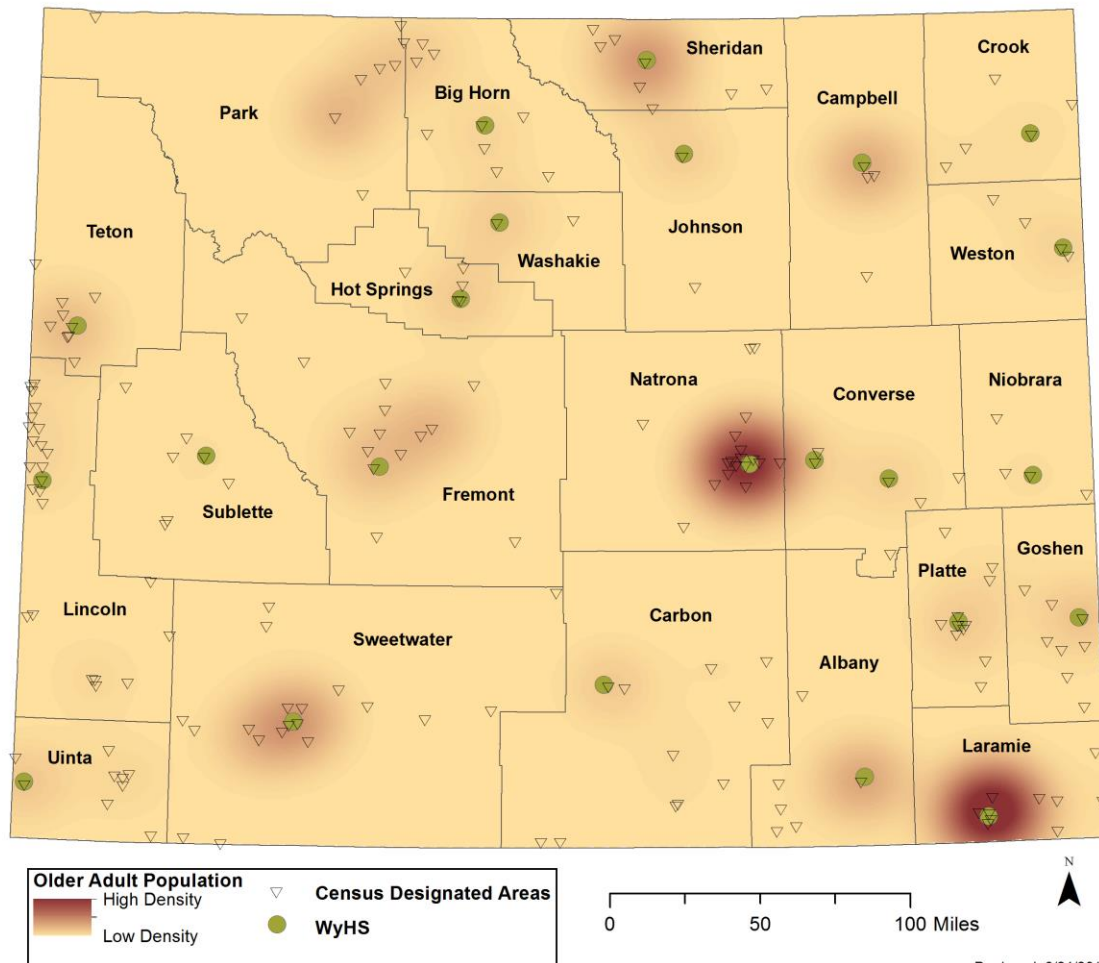 Sheridan
Crook
Big Horn
Campbell
Park
Teton
Johnson
Weston
Washakie
Hot Springs
Natrona
Niobrara
Converse
Fremont
Sublette
Goshen
Platte
Lincoln
Carbon
Sweetwater
Albany
Laramie
Uinta
Older Adult Population
High Density
Low Density
Census Designated Areas
WyHS
0 50 100 Miles
N